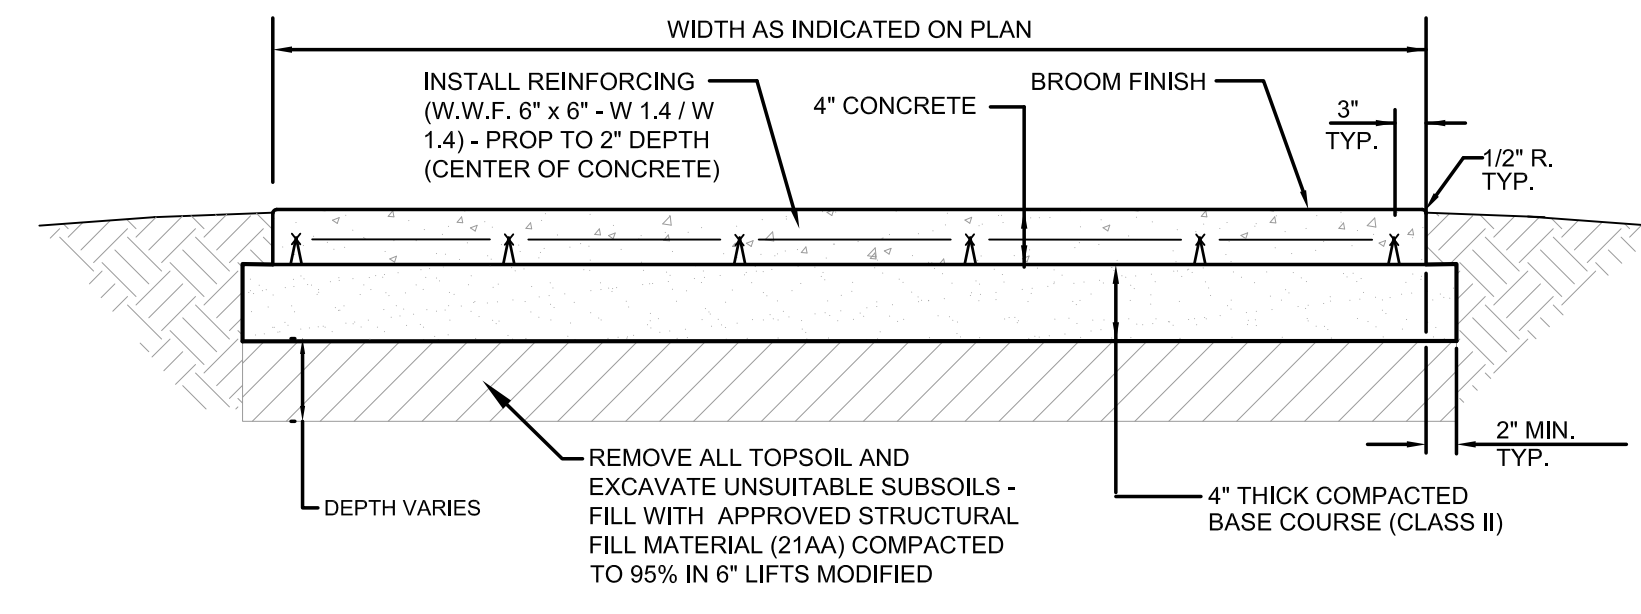 WIDTH AS INDICATED ON PLAN
INSTALL REINFORCING
(W.W.F. 6" x 6" - W 1.4 / W
1.4) - PROP TO 2" DEPTH
(CENTER OF CONCRETE)
4" CONCRETE
BROOM FINISH
3"
TYP.
1/2" R.
TYP.
2" MIN.
TYP.
DEPTH VARIES
REMOVE ALL TOPSOIL AND
EXCAVATE UNSUITABLE SUBSOILS -
FILL WITH APPROVED STRUCTURAL
FILL MATERIAL (21AA) COMPACTED
TO 95% IN 6" LIFTS MODIFIED
4" THICK COMPACTED
BASE COURSE (CLASS II)